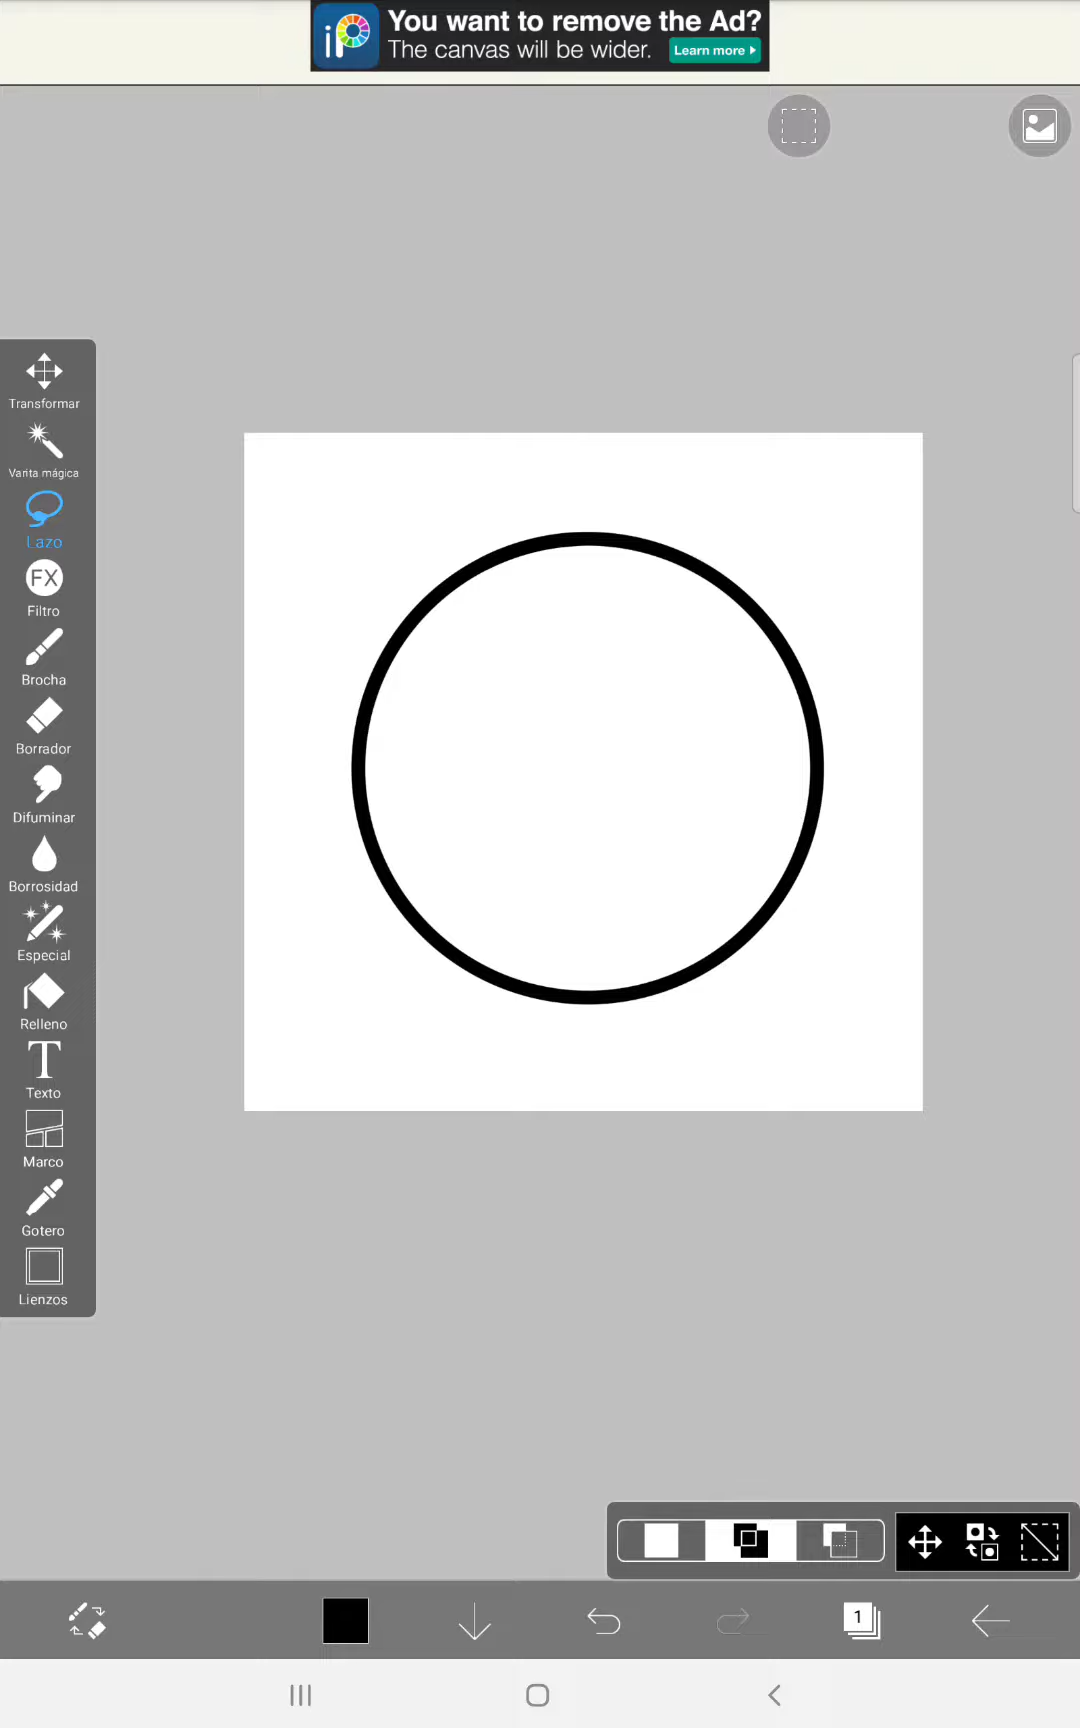 iP
You want to remove the Ad?
The canvas will be wider.
Learn more
Transformar
Varita mágica
Lazo
FX
Filtro
Brocha
Borrador
Difuminar
Borrosidad
Especial
Relleno
T
Texto
Marco
Gotero
Lienzos
1